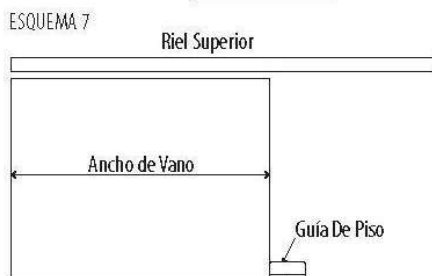 ESQUEMA 7
Riel Superior
Ancho de Vano
Guía De Piso